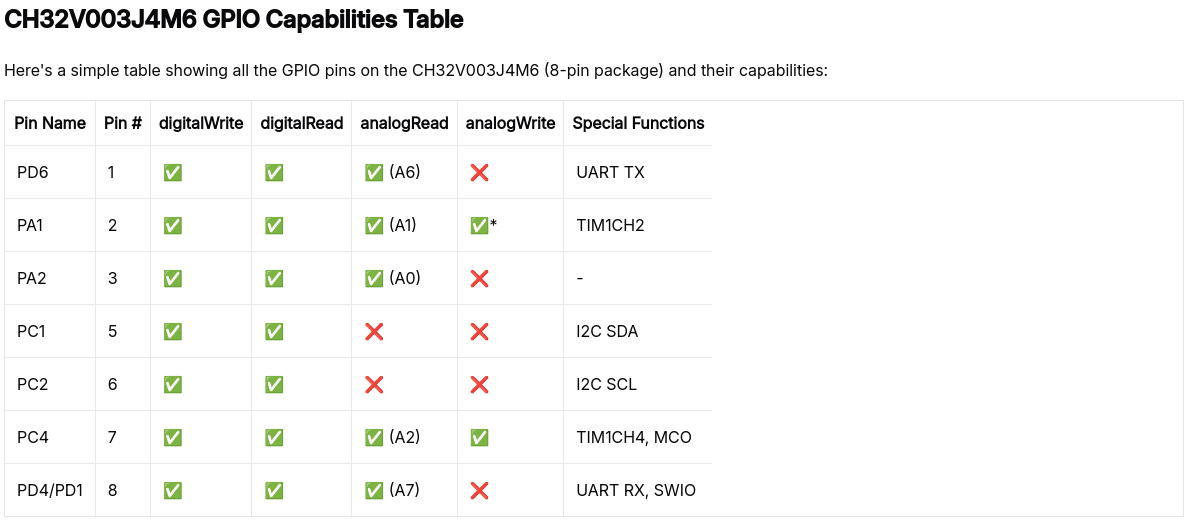 CH32V003J4M6 GPIO Capabilities Table
Here's a simple table showing all the GPIO pins on the CH32V003J4M6 (8-pin package) and their capabilities:
Pin Name Pin # digitalWrite digitalRead analogRead analogWrite Special Functions
PD6 1 ✅ ✅ ✅ (A6) ❌ UART TX
PA1 2 ✅ ✅ ✅ (A1) ✅* TIM1CH2
PA2 3 ✅ ✅ ✅ (A0) ❌ -
PC1 5 ✅ ✅ ❌ ❌ I2C SDA
PC2 6 ✅ ✅ ❌ ❌ I2C SCL
PC4 7 ✅ ✅ ✅ (A2) ✅ TIM1CH4, MCO
PD4/PD1 8 ✅ ✅ ✅ (A7) ❌ UART RX, SWIO